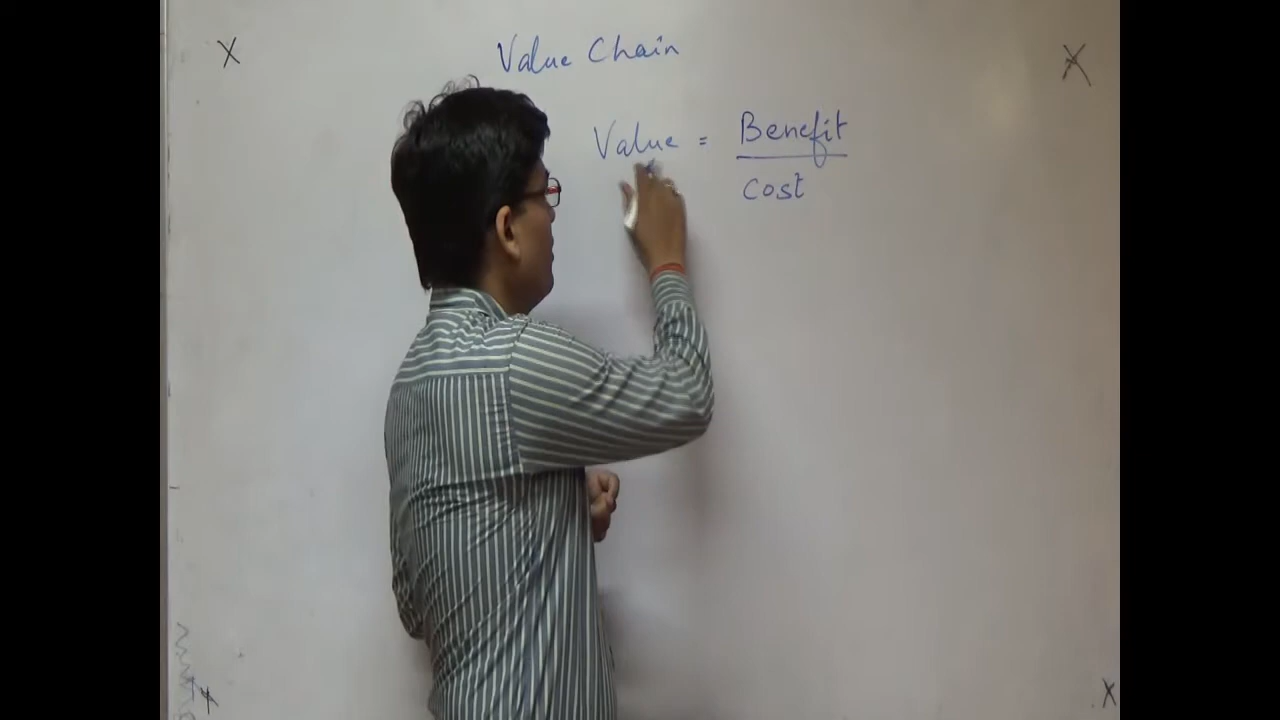 Value Chain
Value = Benefit
Cost